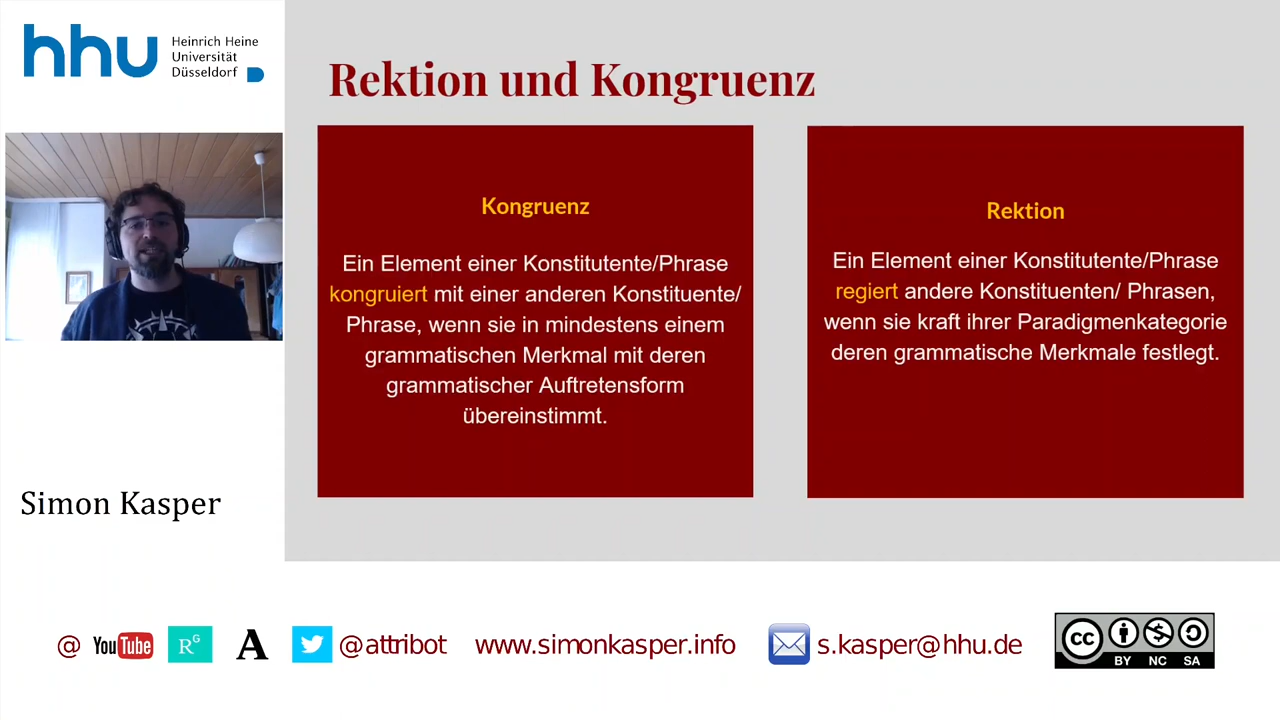 hhu
Heinrich Heine
Universität
Düsseldorf
Rektion und Kongruenz
Kongruenz
Ein Element einer Konstitutente/Phrase
kongruiert mit einer anderen Konstituente/
Phrase, wenn sie in mindestens einem
grammatischen Merkmal mit deren
grammatischer Auftretensform
übereinstimmt.
Rektion
Ein Element einer Konstitutente/Phrase
regiert andere Konstituenten/ Phrasen,
wenn sie kraft ihrer Paradigmenkategorie
deren grammatische Merkmale festlegt.
Simon Kasper
@ YouTube RG A @attribot www.simonkasper.info s.kasper@hhu.de
cc BY NC SA